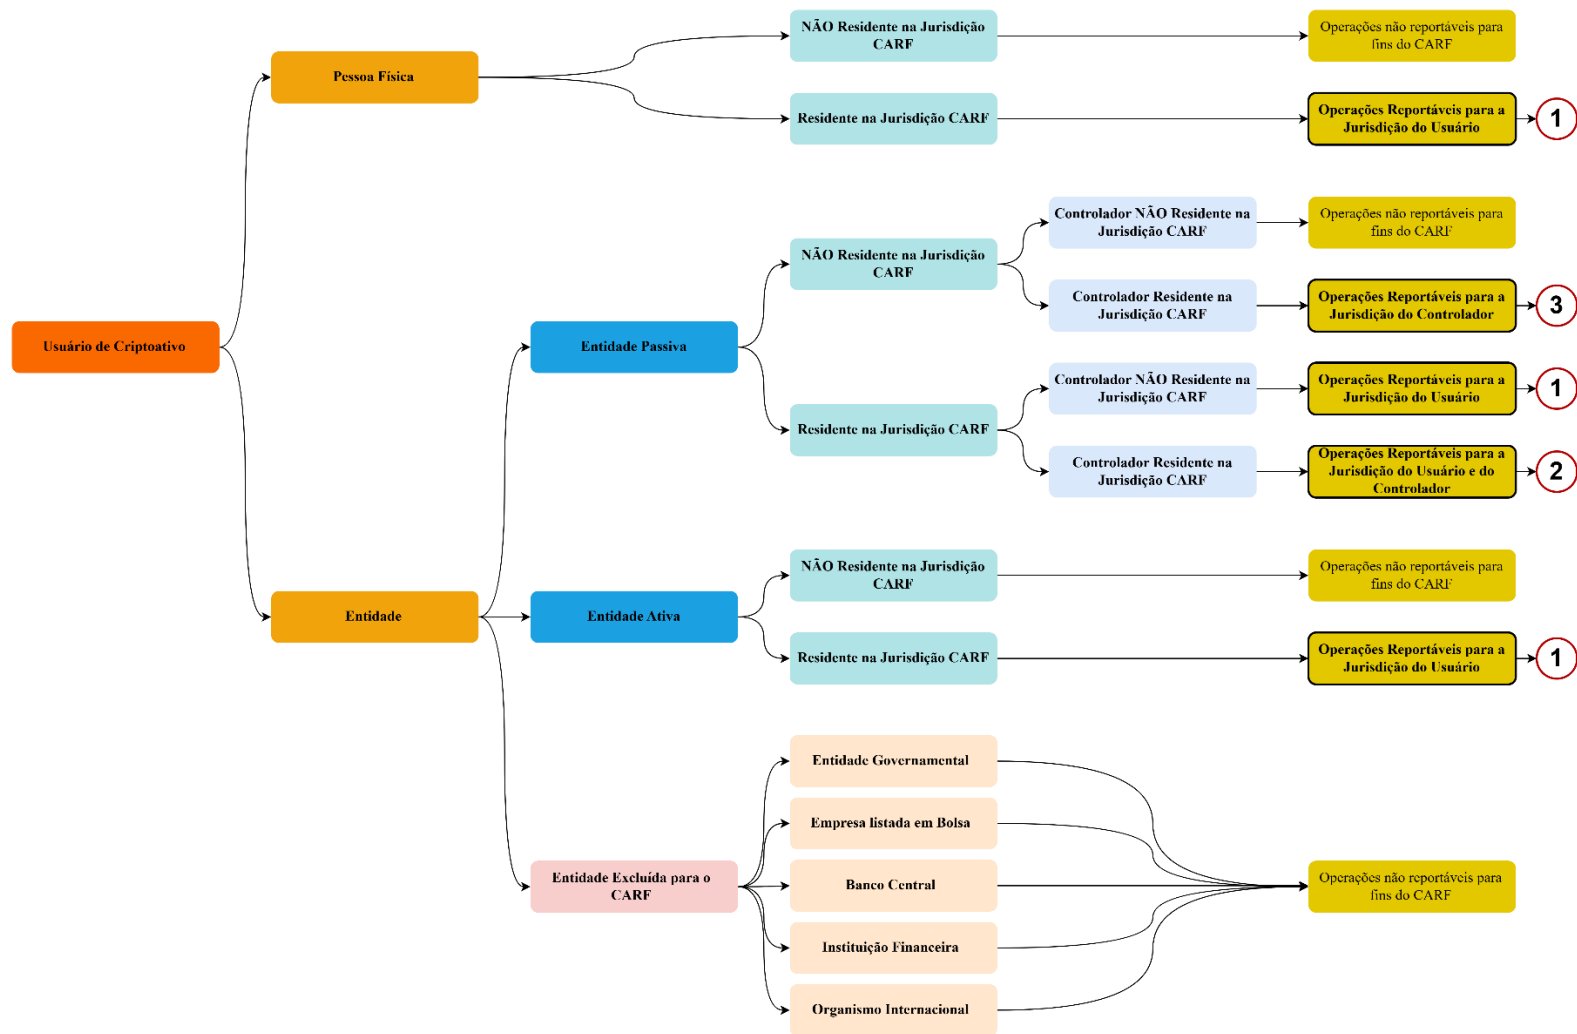 NÃO Residente na Jurisdição
CARF
Operações não reportáveis para
fins do CARF
Pessoa Física
Residente na Jurisdição CARF
Operações Reportáveis para a
Jurisdição do Usuário
1
Controlador NÃO Residente na
Jurisdição CARF
Operações não reportáveis para
fins do CARF
NÃO Residente na Jurisdição
CARF
Controlador Residente na
Jurisdição CARF
Operações Reportáveis para a
Jurisdição do Controlador
3
Usuário de Criptoativo
Entidade Passiva
Controlador NÃO Residente na
Jurisdição CARF
Operações Reportáveis para a
Jurisdição do Usuário
1
Residente na Jurisdição CARF
Controlador Residente na
Jurisdição CARF
Operações Reportáveis para a
Jurisdição do Usuário e do
Controlador
2
NÃO Residente na Jurisdição
CARF
Operações não reportáveis para
fins do CARF
Entidade
Entidade Ativa
Residente na Jurisdição CARF
Operações Reportáveis para a
Jurisdição do Usuário
1
Entidade Governamental
Empresa listada em Bolsa
Entidade Excluída para o
CARF
Banco Central
Operações não reportáveis para
fins do CARF
Instituição Financeira
Organismo Internacional